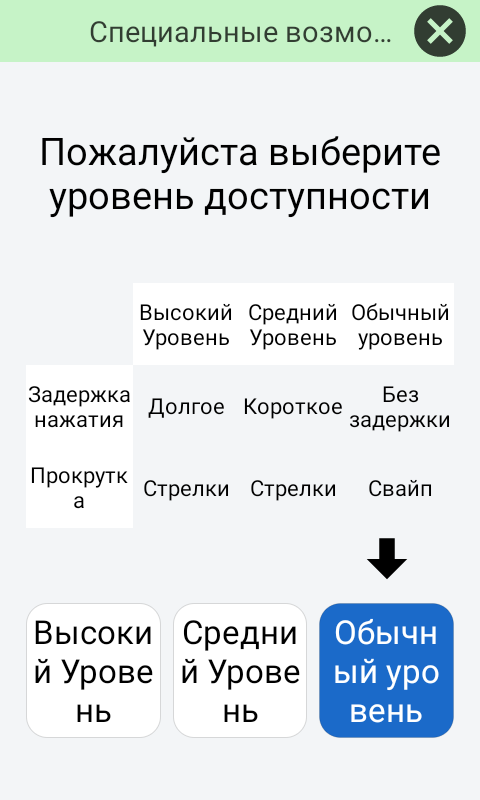 Специальные возмо...
Пожалуйста выберите
уровень доступности
Высокий Средний Обычный
Уровень Уровень уровень
Задержка нажатия Долгое Короткое Без задержки
Прокрутка Стрелки Стрелки Свайп
Высоки
й Урове
нь
Средни
й Урове
нь
Обычн
ый уро
вень